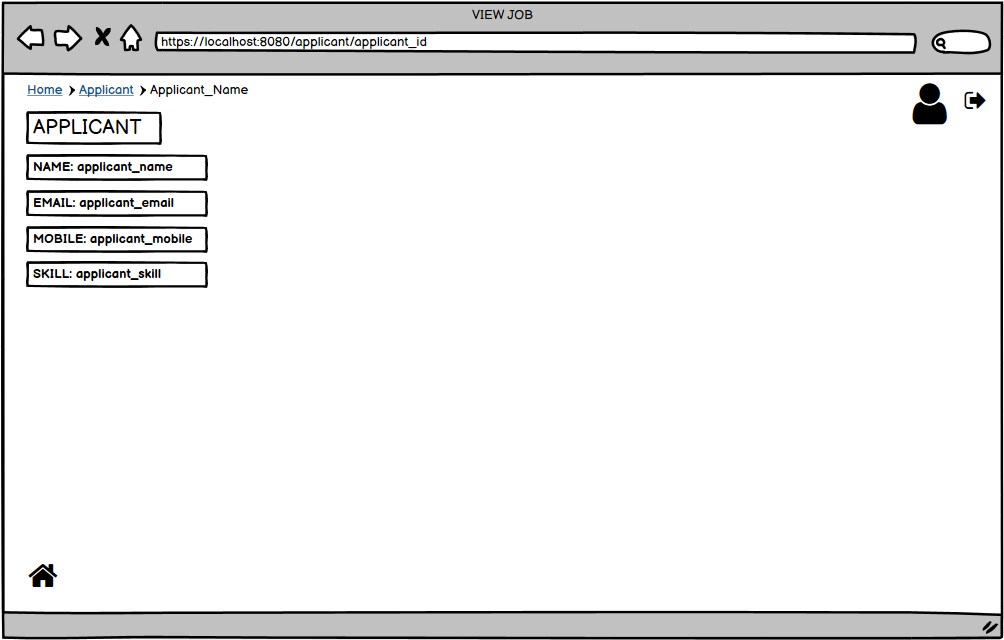 VIEW JOB
https://localhost:8080/applicant/applicant_id
Home > Applicant > Applicant_Name
APPLICANT
NAME: applicant_name
EMAIL: applicant_email
MOBILE: applicant_mobile
SKILL: applicant_skill